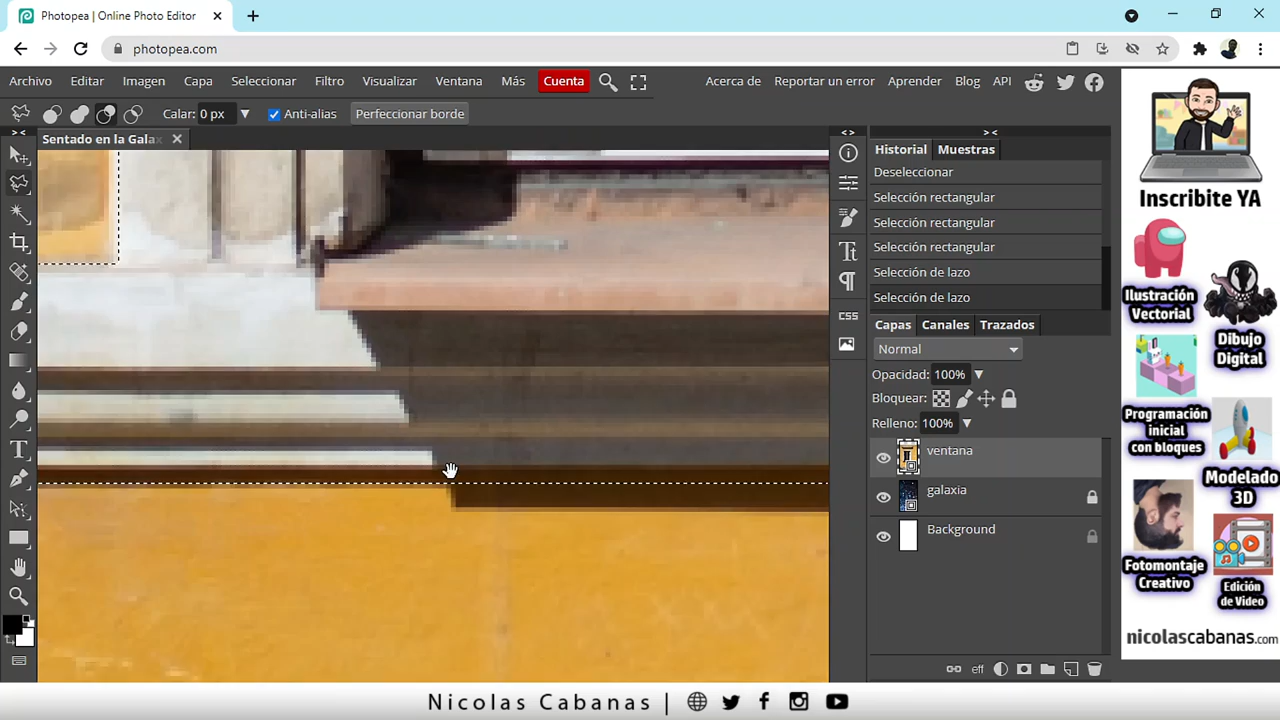 Photopea | Online Photo Editor
photopea.com
Archivo Editar Imagen Capa Seleccionar Filtro Visualizar Ventana Más Cuenta Acerca de Reportar un error Aprender Blog API
Calar: 0 px Anti-alias Perfeccionar borde
Sentado en la Gala
Historial Muestras
Deseleccionar
Selección rectangular
Selección rectangular
Selección rectangular
Selección de lazo
Selección de lazo
CSS
Capas Canales Trazados
Normal
Opacidad: 100%
Bloquear:
Relleno: 100%
ventana
galaxia
Background
eff
Inscribite YA
Ilustración
Vectorial
Dibujo
Digital
Programación
inicial
con bloques
Modelado
3D
Fotomontaje
Creativo
Edición
de Video
nicolascabanas.com
Nicolas Cabanas |